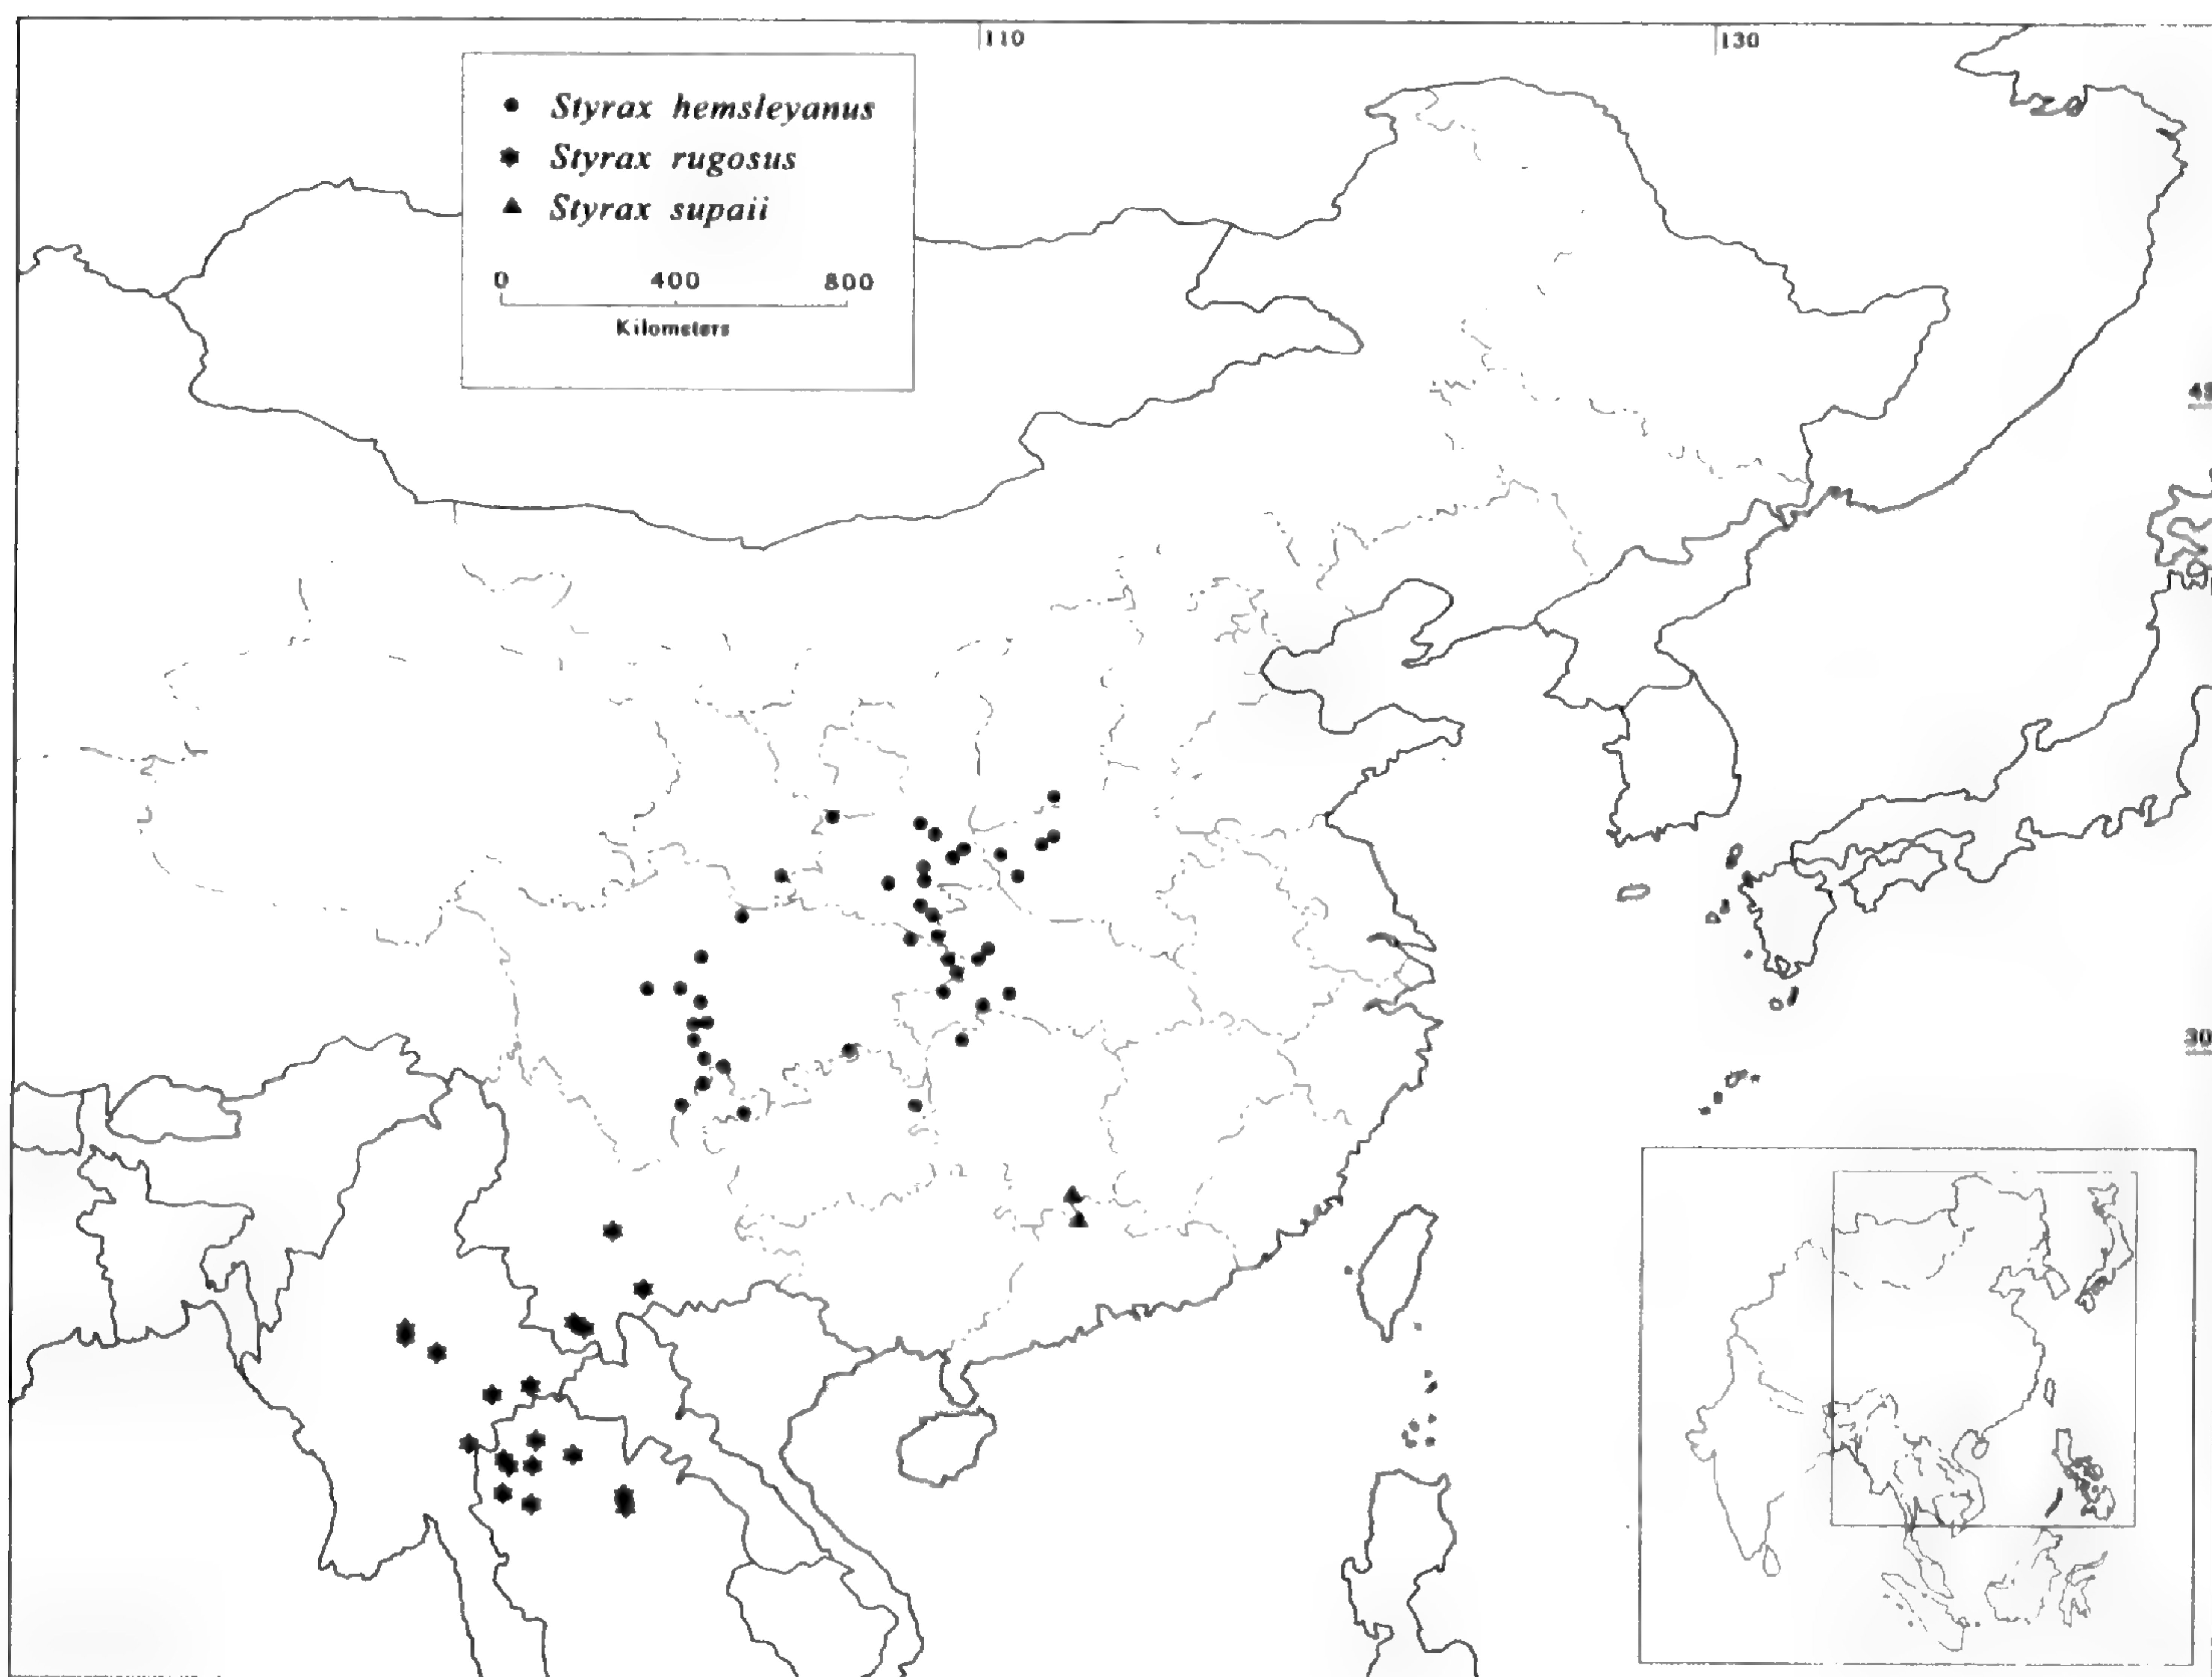 110
130
Styrax hemsleyanus
Styrax rugosus
Styrax supaii
0 400 800
Kilometers
30